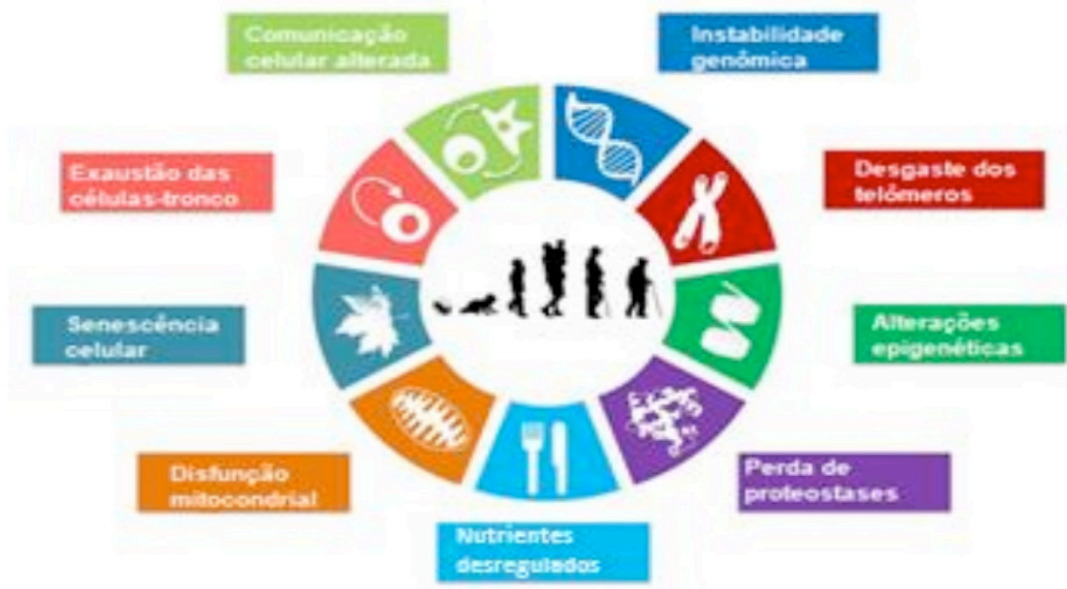 Comunicação
celular alterada
Instabilidade
genômica
Exaustão das
células-tronco
Desgaste dos
telômeros
Senescência
celular
Alterações
epigenéticas
Disfunção
mitocondrial
Perda de
proteostases
Nutrientes
desregulados